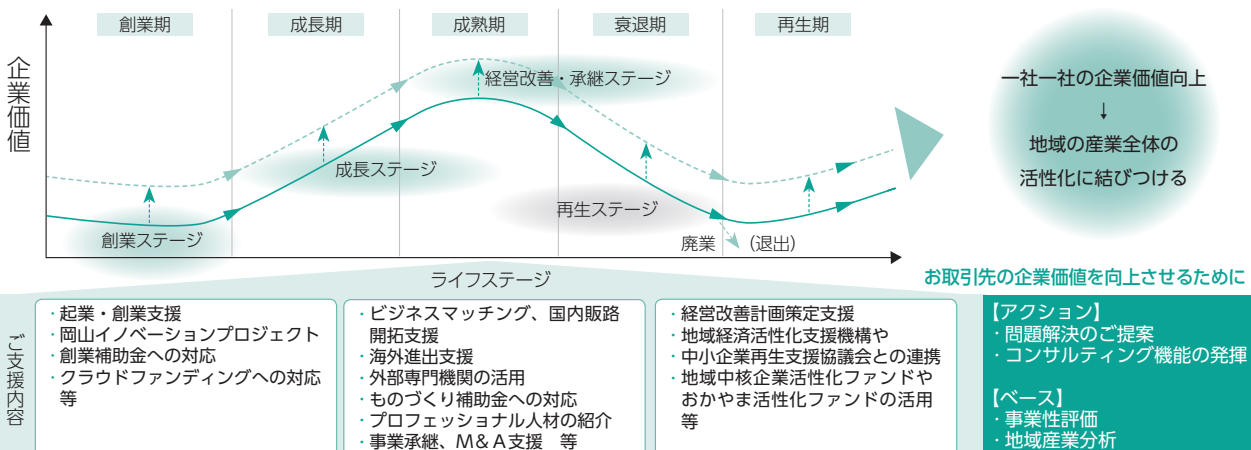 創業期
成長期
成熟期
衰退期
再生期
企業価値
経営改善・承継ステージ
成長ステージ
再生ステージ
創業ステージ
廃業 (退出)
ライフステージ
一社一社の企業価値向上
↓
地域の産業全体の
活性化に結びつける
お取引先の企業価値を向上させるために
ご支援内容
・起業・創業支援
・岡山イノベーションプロジェクト
・創業補助金への対応
・クラウドファンディングへの対応
等
・ビジネスマッチング、国内販路
開拓支援
・海外進出支援
・外部専門機関の活用
・ものづくり補助金への対応
・プロフェッショナル人材の紹介
・事業承継、M&A支援 等
・経営改善計画策定支援
・地域経済活性化支援機構や
・中小企業再生支援協議会との連携
・地域中核企業活性化ファンドや
おかやま活性化ファンドの活用
等
【アクション】
・問題解決のご提案
・コンサルティング機能の発揮
【ベース】
・事業性評価
・地域産業分析